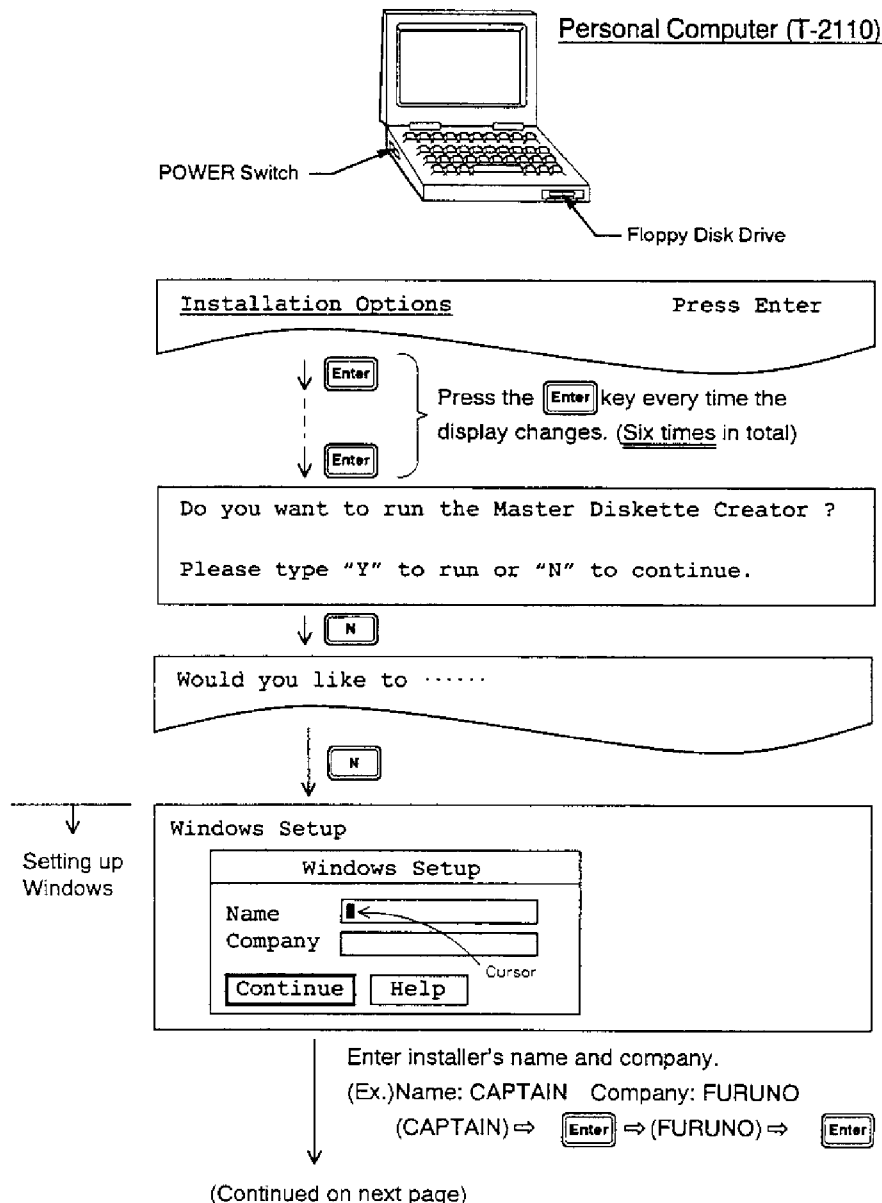 Personal Computer (T-2110)
POWER Switch
Floppy Disk Drive
Installation Options Press Enter
Enter
Press the Enter key every time the
display changes. (Six times in total)
Enter
Do you want to run the Master Diskette Creator ?
Please type "Y" to run or "N" to continue.
N
Would you like to ······
N
Setting up
Windows
Windows Setup
Windows Setup
Name
Company
Cursor
Continue Help
Enter installer's name and company.
(Ex.)Name: CAPTAIN Company: FURUNO
(CAPTAIN) ⇨ Enter ⇨ (FURUNO) ⇨ Enter
(Continued on next page)